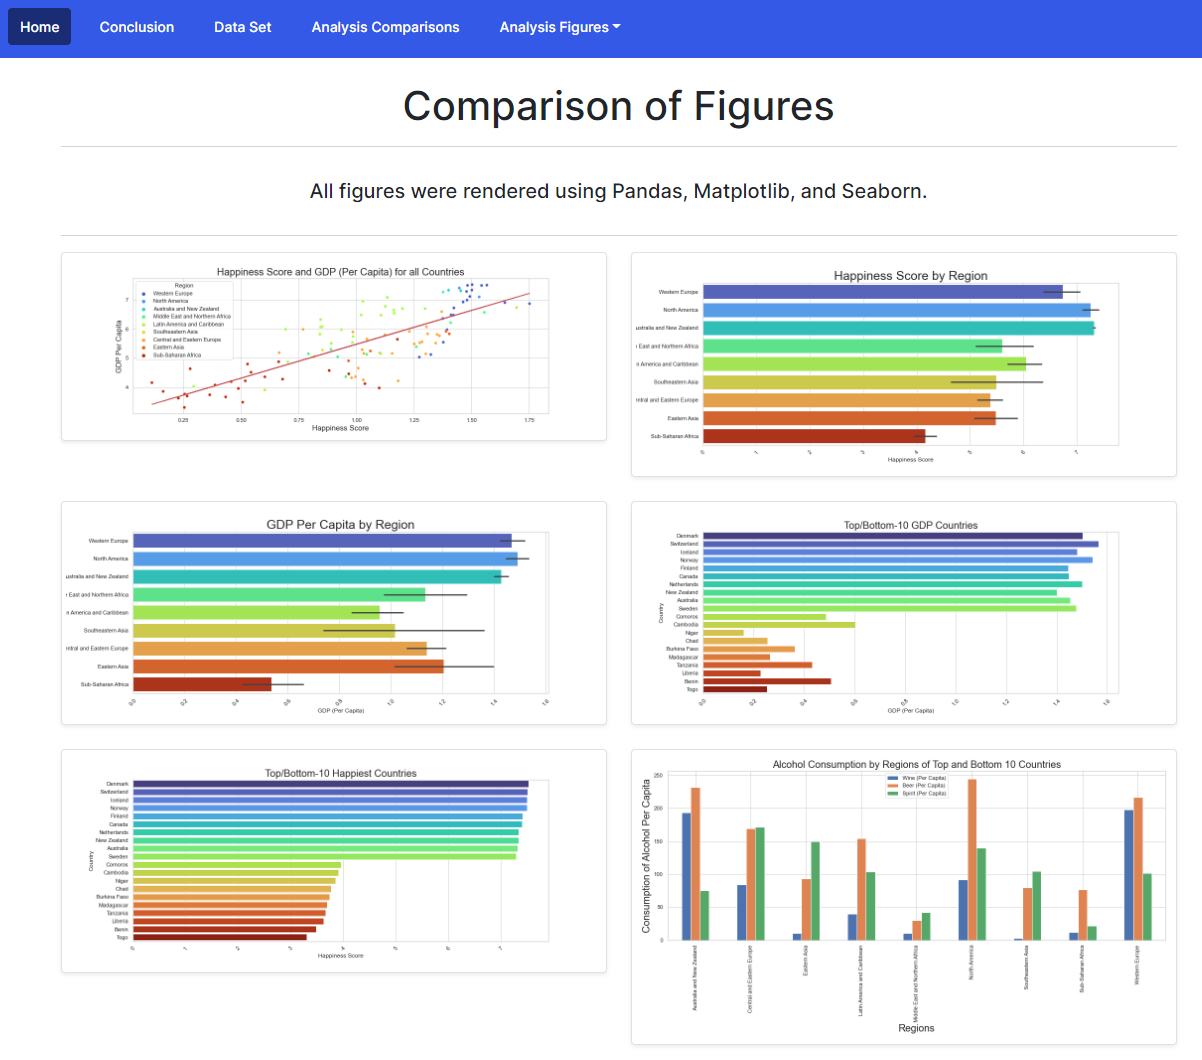 Home Conclusion Data Set Analysis Comparisons Analysis Figures
Comparison of Figures
All figures were rendered using Pandas, Matplotlib, and Seaborn.
Happiness Score and GDP (Per Capita) for all Countries
Region
Western Europe
North America
Australia and New Zealand
Middle East and Northern Africa
Latin America and Caribbean
Southeastern Asia
Central and Eastern Europe
Eastern Asia
Sub-Saharan Africa
GDP Per Capita
7
6
5
4
0.25 0.50 0.75 1.00 1.25 1.50 1.75
Happiness Score
Happiness Score by Region
Western Europe
North America
ustralia and New Zealand
East and Northern Africa
n America and Caribbean
Southeastern Asia
ntral and Eastern Europe
Eastern Asia
Sub-Saharan Africa
0 1 2 3 4 5 6 7
Happiness Score
GDP Per Capita by Region
Western Europe
North America
ustralia and New Zealand
East and Northern Africa
n America and Caribbean
Southeastern Asia
entral and Eastern Europe
Eastern Asia
Sub-Saharan Africa
0.0 0.2 0.4 0.6 0.8 1.0 1.2 1.4 1.6
GDP (Per Capita)
Top/Bottom-10 GDP Countries
Country
Denmark
Switzerland
Iceland
Norway
Finland
Canada
Netherlands
New Zealand
Australia
Sweden
Comoros
Cambodia
Niger
Chad
Burkina Faso
Madagascar
Tanzania
Liberia
Benin
Togo
0.0 0.2 0.4 0.6 0.8 1.0 1.2 1.4 1.6
GDP (Per Capita)
Top/Bottom-10 Happiest Countries
Country
Denmark
Switzerland
Iceland
Norway
Finland
Canada
Netherlands
New Zealand
Australia
Sweden
Comoros
Cambodia
Niger
Chad
Burkina Faso
Madagascar
Tanzania
Liberia
Benin
Togo
0 1 2 3 4 5 6 7
Happiness Score
Alcohol Consumption by Regions of Top and Bottom 10 Countries
Wine (Per Capita)
Beer (Per Capita)
Spirit (Per Capita)
Consumption of Alcohol Per Capita
250
200
150
100
50
0
Australia and New Zealand
Central and Eastern Europe
Eastern Asia
Latin America and Caribbean
Middle East and Northern Africa
North America
Southeastern Asia
Sub-Saharan Africa
Western Europe
Regions